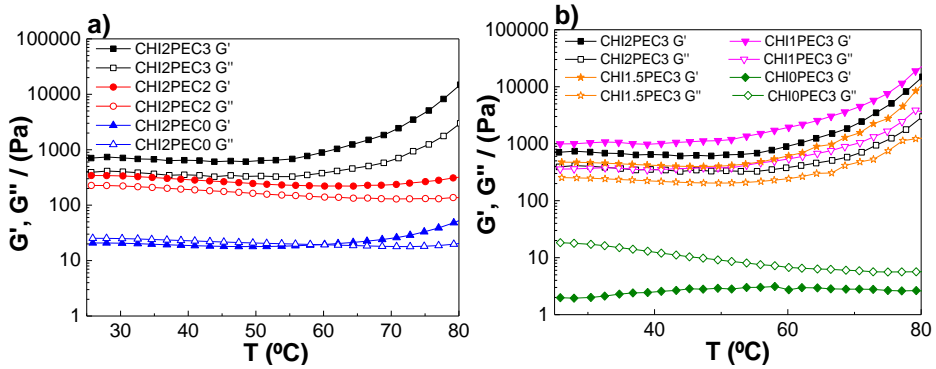 a)
G', G'' / (Pa)
100000
10000
1000
100
10
1
CHI2PEC3 G'
CHI2PEC3 G''
CHI2PEC2 G'
CHI2PEC2 G''
CHI2PEC0 G'
CHI2PEC0 G''
30 40 50 60 70 80
T (ºC)
b)
G', G'' / (Pa)
100000
10000
1000
100
10
1
CHI2PEC3 G' CHI1PEC3 G'
CHI2PEC3 G'' CHI1PEC3 G''
CHI1.5PEC3 G' CHI0PEC3 G'
CHI1.5PEC3 G'' CHI0PEC3 G''
40 60 80
T (ºC)